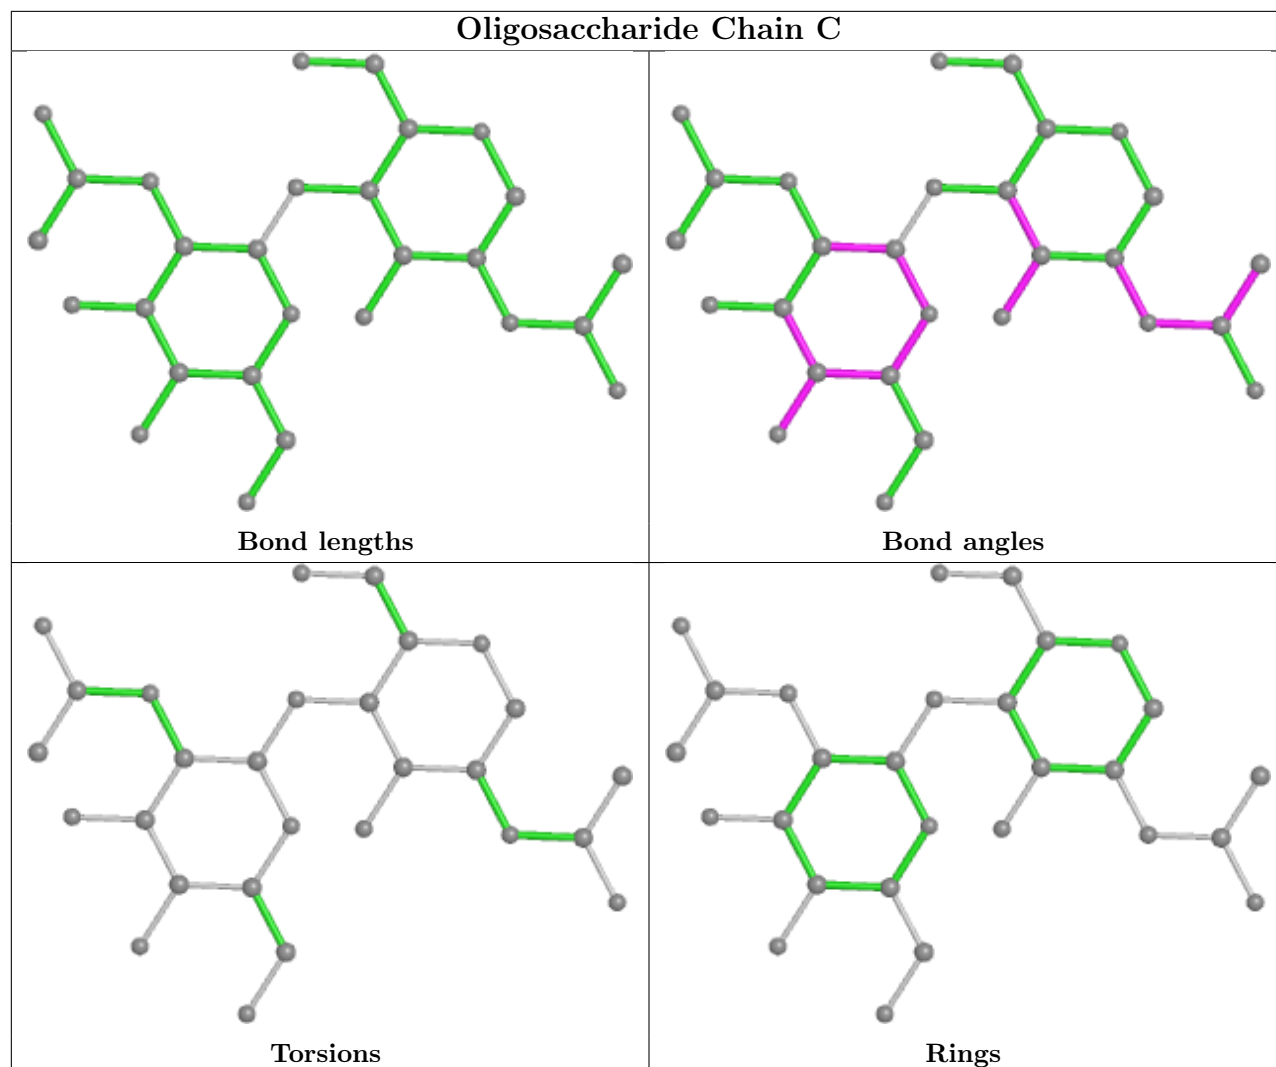 Oligosaccharide Chain C
Bond lengths
Bond angles
Torsions
Rings